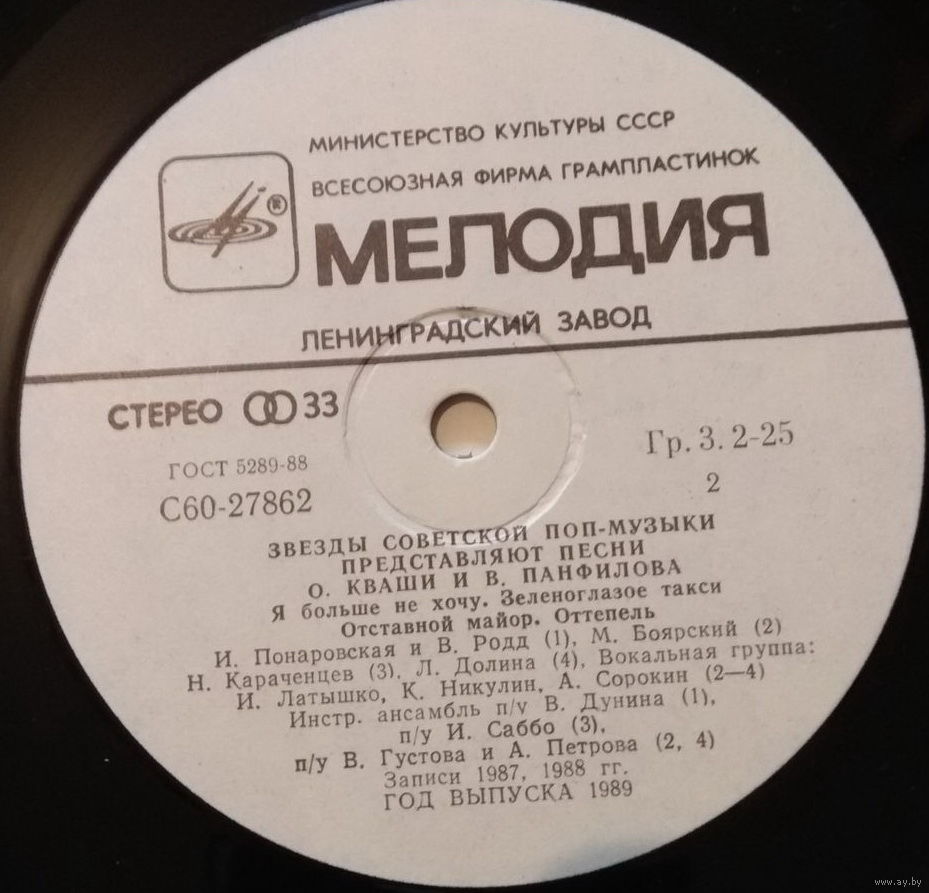 МИНИСТЕРСТВО КУЛЬТУРЫ СССР
ВСЕСОЮЗНАЯ ФИРМА ГРАМПЛАСТИНОК
®
МЕЛОДИЯ
ЛЕНИНГРАДСКИЙ ЗАВОД
СТЕРЕО 33
Гр. 3. 2-25
ГОСТ 5289-88
С60-27862
2
ЗВЕЗДЫ СОВЕТСКОЙ ПОП-МУЗЫКИ
ПРЕДСТАВЛЯЮТ ПЕСНИ
О. КВАШИ И В. ПАНФИЛОВА
Я больше не хочу. Зеленоглазое такси
Отставной майор. Оттепель
И. Понаровская и В. Родд (1), М. Боярский (2)
Н. Караченцев (3), Л. Долина (4), Вокальная группа:
И. Латышко, К. Никулин, А. Сорокин (2—4)
Инстр. ансамбль п/у В. Дунина (1),
п/у И. Саббо (3),
п/у В. Густова и А. Петрова (2, 4)
Записи 1987, 1988 гг.
ГОД ВЫПУСКА 1989
www.ay.by